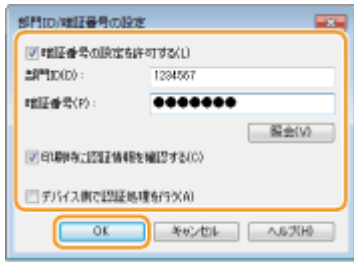 部門ID/暗証番号の設定
暗証番号の設定を許可する(L)
部門ID(D):
1234567
暗証番号(P):
●●●●●●●
照会(V)
印刷時に認証情報を確認する(C)
デバイス側で認証処理を行う(A)
OK
キャンセル
ヘルプ(H)